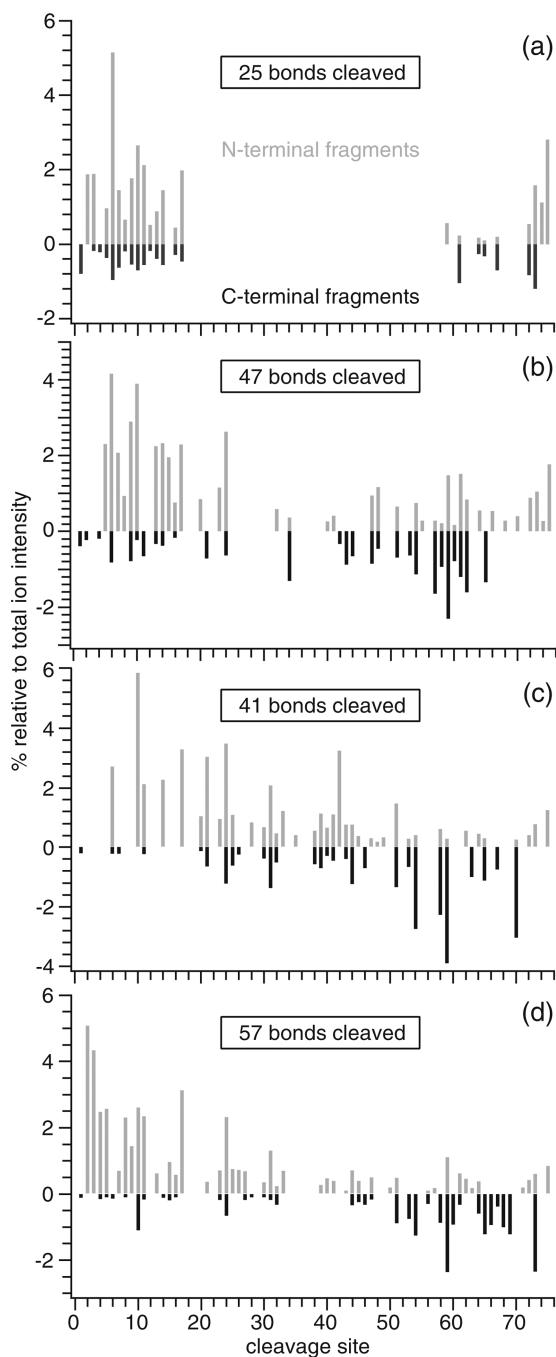 % relative to total ion intensity
6
4
2
0
-2
(a)
25 bonds cleaved
N-terminal fragments
C-terminal fragments
4
2
0
-2
(b)
47 bonds cleaved
6
4
2
0
-2
-4
(c)
41 bonds cleaved
6
4
2
0
-2
(d)
57 bonds cleaved
0 10 20 30 40 50 60 70
cleavage site